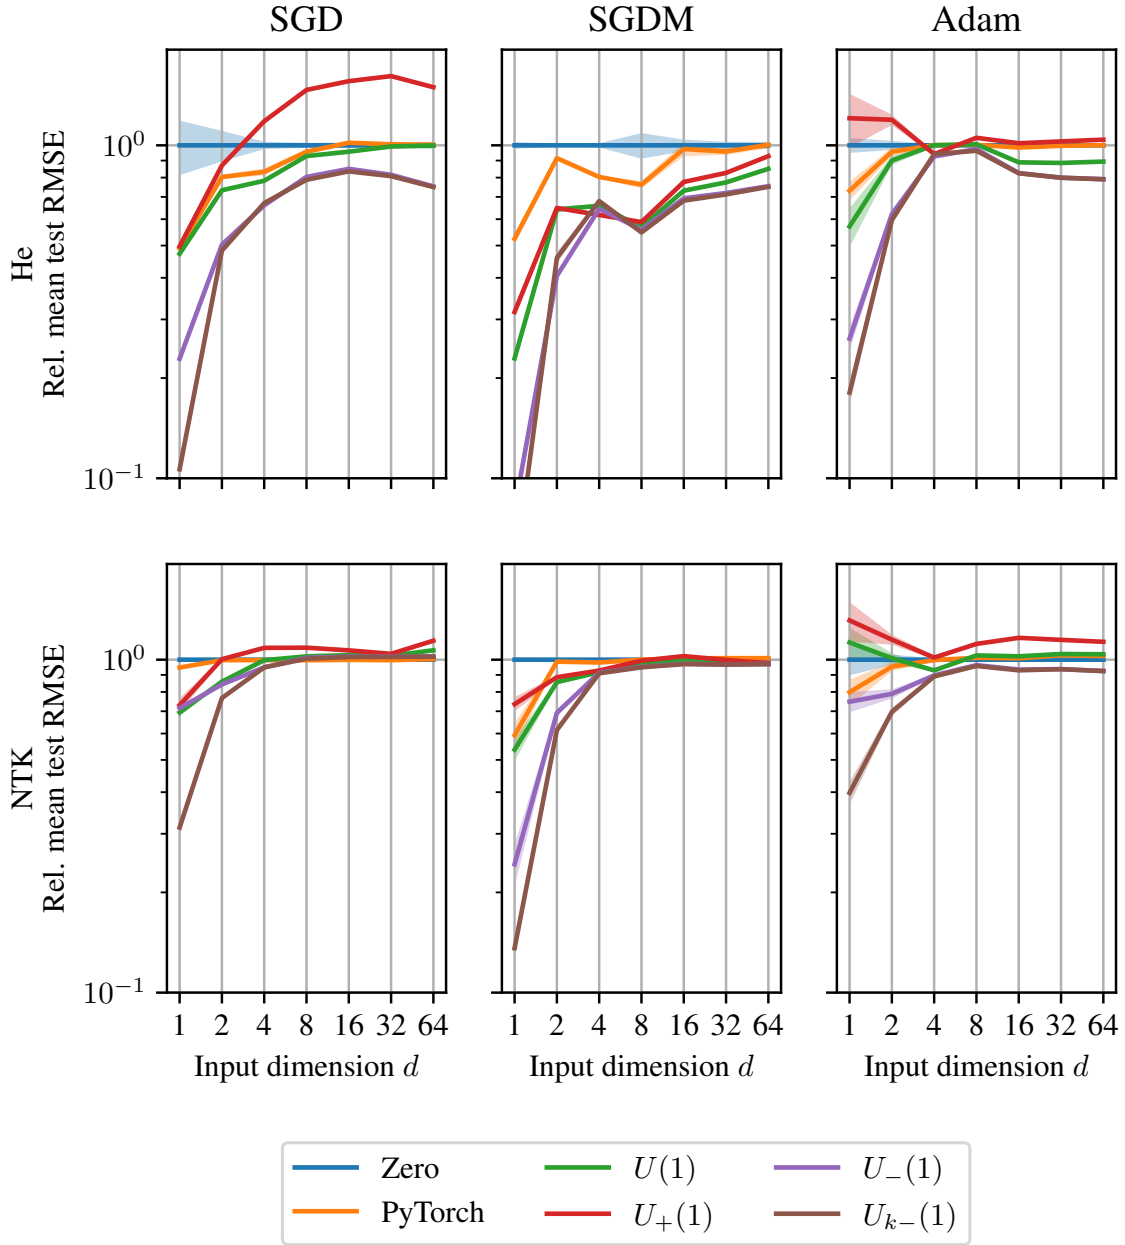 SGD SGDM Adam
He
Rel. mean test RMSE
10^0
10^{-1}
NTK
Rel. mean test RMSE
10^0
10^{-1}
1 2 4 8 16 32 64 1 2 4 8 16 32 64 1 2 4 8 16 32 64
Input dimension d Input dimension d Input dimension d
Zero U(1) U_-(1)
PyTorch U_+(1) U_{k-}(1)